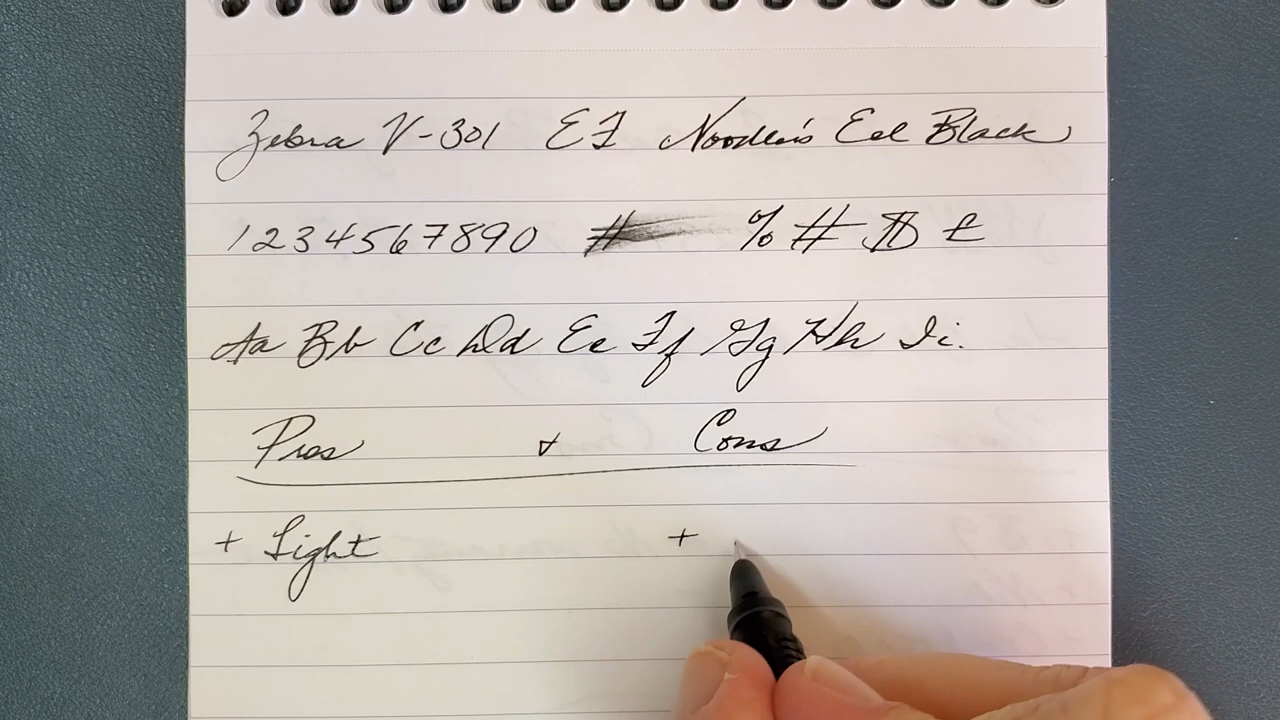 Zebra V-301 EF Noodler's Eel Black
1234567890 # % # $ £
Aa Bb Cc Dd Ee Ff Gg Hh Ii.
Pros & Cons
+ Light +